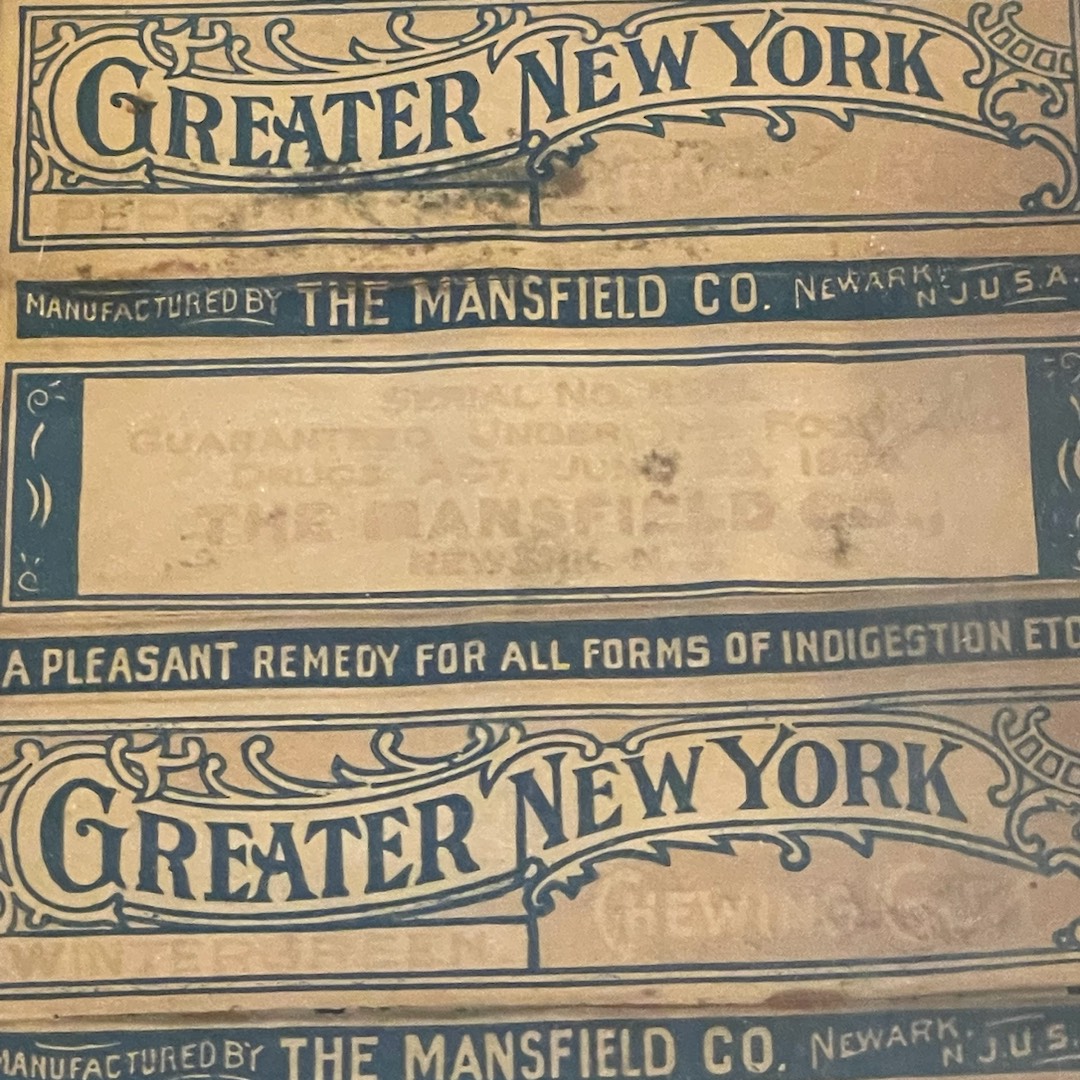 GREATER NEW YORK
MANUFACTURED BY THE MANSFIELD CO. NEWARK, N.J.U.S.A.
SERIAL NO.
GUARANTEED UNDER THE FOOD AND
DRUGS ACT, JUNE
THE MANSFIELD CO.,
NEWARK, N.J.
A PLEASANT REMEDY FOR ALL FORMS OF INDIGESTION ETC
GREATER NEW YORK
CHEWING GUM
WINTERGREEN
MANUFACTURED BY THE MANSFIELD CO. NEWARK, N.J.U.S.